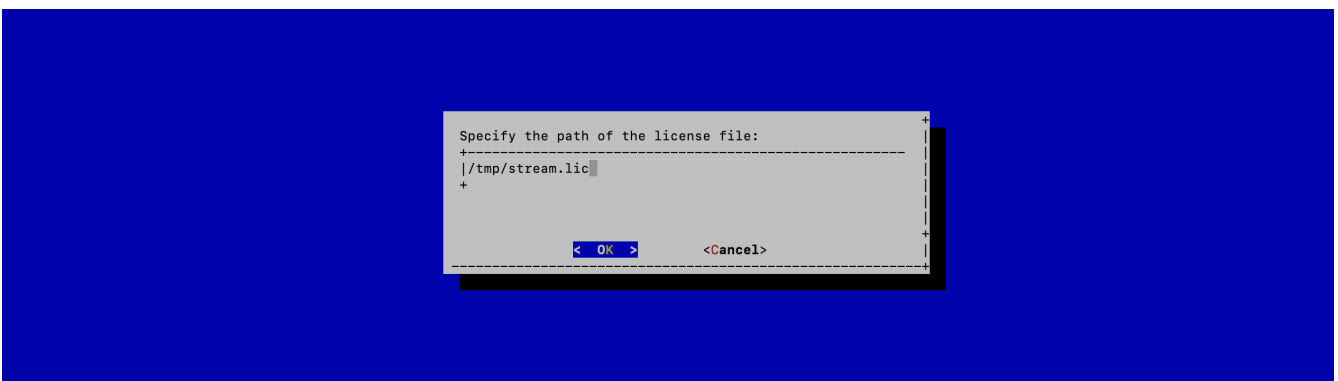 Specify the path of the license file:
/tmp/stream.lic
< OK > <Cancel>